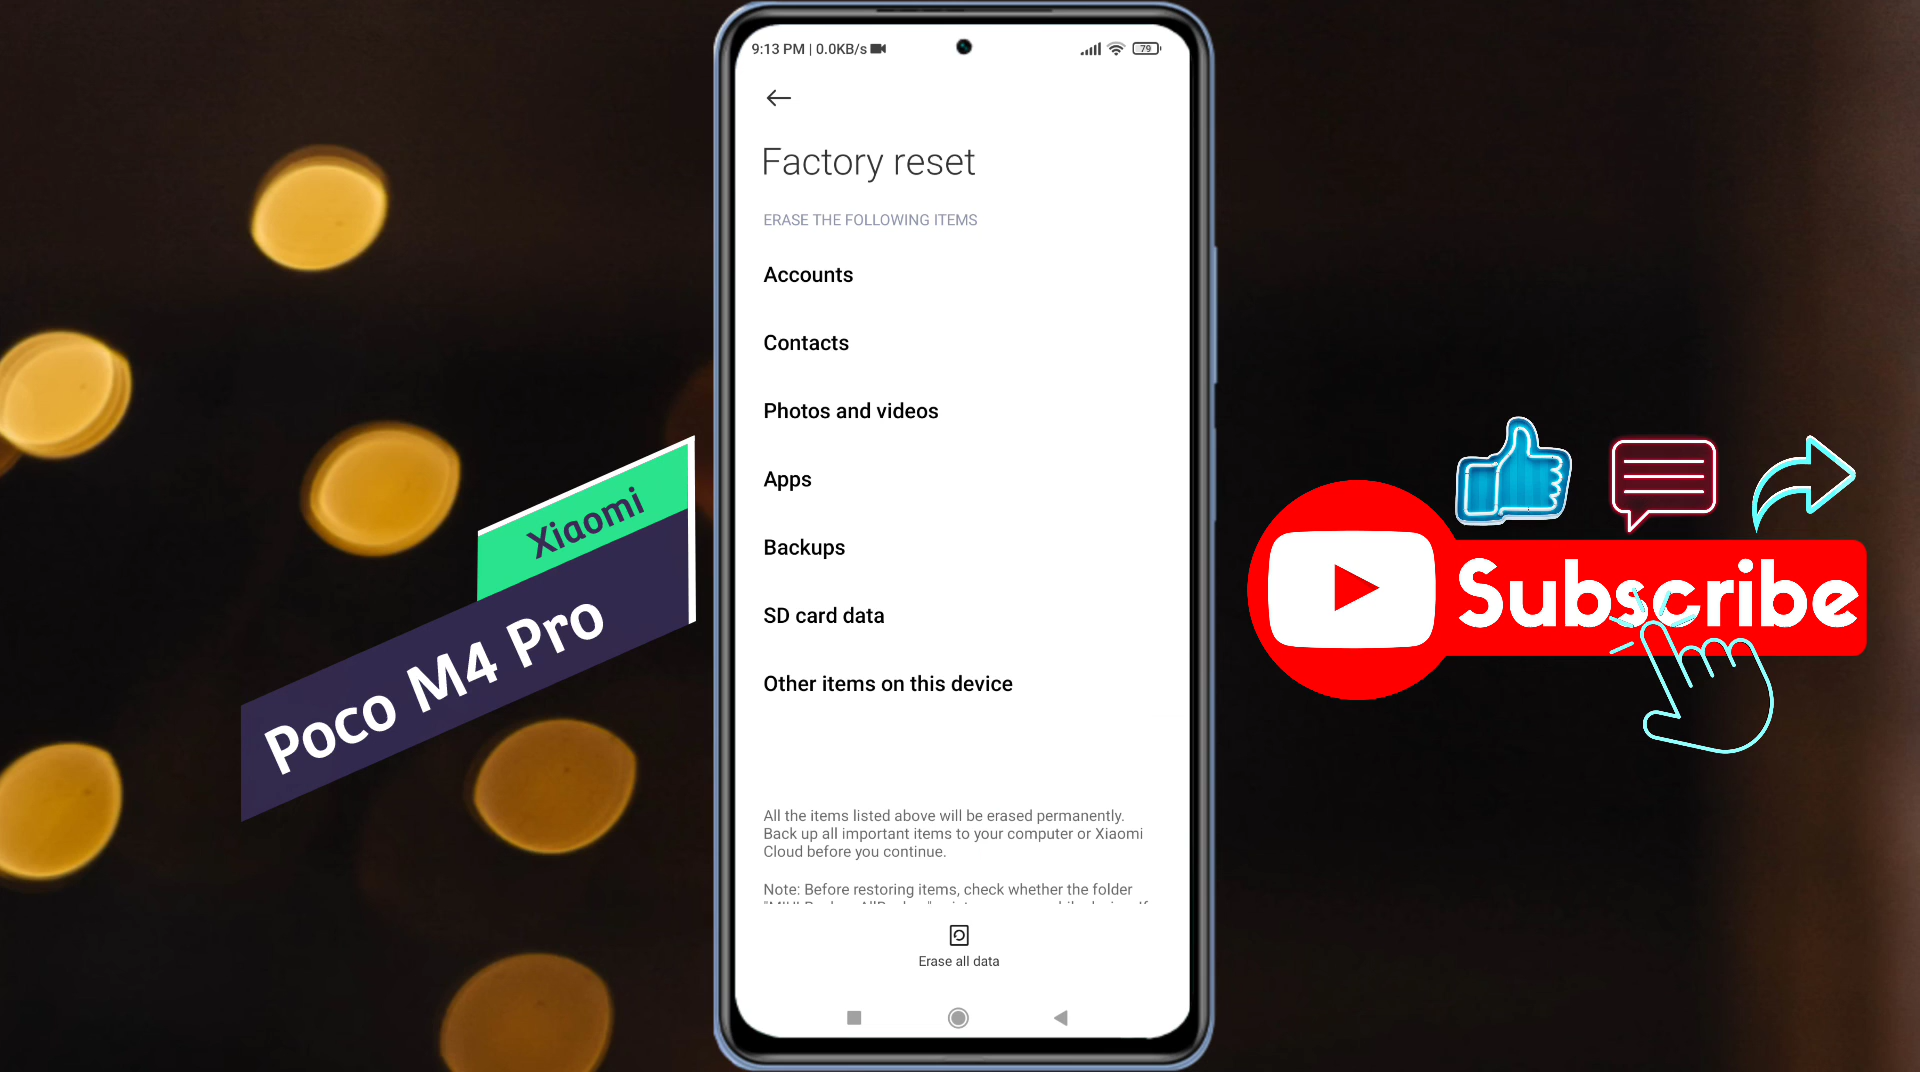 9:13 PM | 0.0KB/s
79
Factory reset
ERASE THE FOLLOWING ITEMS
Accounts
Contacts
Photos and videos
Apps
Backups
SD card data
Other items on this device
All the items listed above will be erased permanently.
Back up all important items to your computer or Xiaomi
Cloud before you continue.
Note: Before restoring items, check whether the folder
Erase all data
Xiaomi
Poco M4 Pro
Subscribe